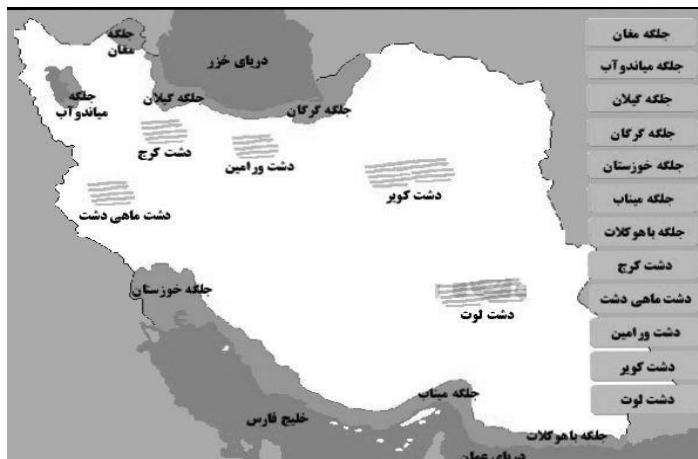 جلگه
مغان
دریای خزر
جلگه
میاندوآب
جلگه گیلان
جلگه گرگان
دشت کرج
دشت ورامین
دشت کویر
دشت ماهی دشت
جلگه خوزستان
دشت لوت
جلگه میناب
خلیج فارس
جلگه باهوکلات
دریای عمان
جلگه مغان
جلگه میاندوآب
جلگه گیلان
جلگه گرگان
جلگه خوزستان
جلگه میناب
جلگه باهوکلات
دشت کرج
دشت ماهی دشت
دشت ورامین
دشت کویر
دشت لوت